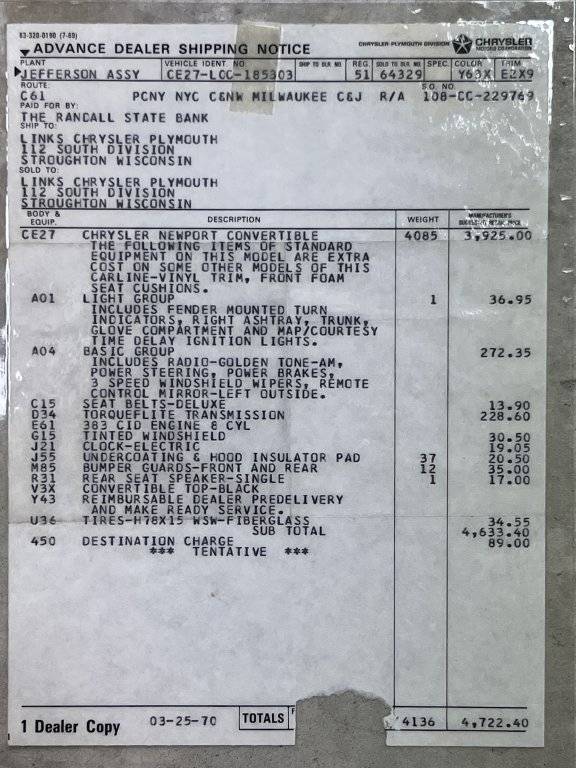 83-320-0190 (7-69)
ADVANCE DEALER SHIPPING NOTICE CHRYSLER-PLYMOUTH DIVISION CHRYSLER MOTORS CORPORATION
PLANT VEHICLE IDENT. NO. SHIP TO DLR. NO. REG. SOLD TO DLR. NO. SPEC. COLOR TRIM
JEFFERSON ASSY CE27-LCC-185303 51 64329 Y63X E2X9
ROUTE: S.O. NO.
C61 PCNY NYC C&NW MILWAUKEE C&J R/A 108-CC-229769
PAID FOR BY:
THE RANDALL STATE BANK
SHIP TO:
LINKS CHRYSLER PLYMOUTH
112 SOUTH DIVISION
STROUGHTON WISCONSIN
SOLD TO:
LINKS CHRYSLER PLYMOUTH
112 SOUTH DIVISION
STROUGHTON WISCONSIN
BODY & EQUIP. DESCRIPTION WEIGHT MANUFACTURER'S SUGGESTED RETAIL PRICE
CE27 CHRYSLER NEWPORT CONVERTIBLE 4085 3,925.00
THE FOLLOWING ITEMS OF STANDARD
EQUIPMENT ON THIS MODEL ARE EXTRA
COST ON SOME OTHER MODELS OF THIS
CARLINE-VINYL TRIM, FRONT FOAM
SEAT CUSHIONS.
A01 LIGHT GROUP 1 36.95
INCLUDES FENDER MOUNTED TURN
INDICATORS, RIGHT ASHTRAY, TRUNK,
GLOVE COMPARTMENT AND MAP/COURTESY
TIME DELAY IGNITION LIGHTS.
A04 BASIC GROUP 272.35
INCLUDES RADIO-GOLDEN TONE-AM,
POWER STEERING, POWER BRAKES,
3 SPEED WINDSHIELD WIPERS, REMOTE
CONTROL MIRROR-LEFT OUTSIDE.
C15 SEAT BELTS-DELUXE 13.90
D34 TORQUEFLITE TRANSMISSION 228.60
E61 383 CID ENGINE 8 CYL
G15 TINTED WINDSHIELD 30.50
J21 CLOCK-ELECTRIC 19.05
J55 UNDERCOATING & HOOD INSULATOR PAD 37 20.50
M85 BUMPER GUARDS-FRONT AND REAR 12 35.00
R31 REAR SEAT SPEAKER-SINGLE 1 17.00
V3X CONVERTIBLE TOP-BLACK
Y43 REIMBURSABLE DEALER PREDELIVERY
AND MAKE READY SERVICE.
U36 TIRES-H78X15 WSW-FIBERGLASS 34.55
SUB TOTAL 4,633.40
450 DESTINATION CHARGE 89.00
*** TENTATIVE ***
1 Dealer Copy 03-25-70 TOTALS 4136 4,722.40